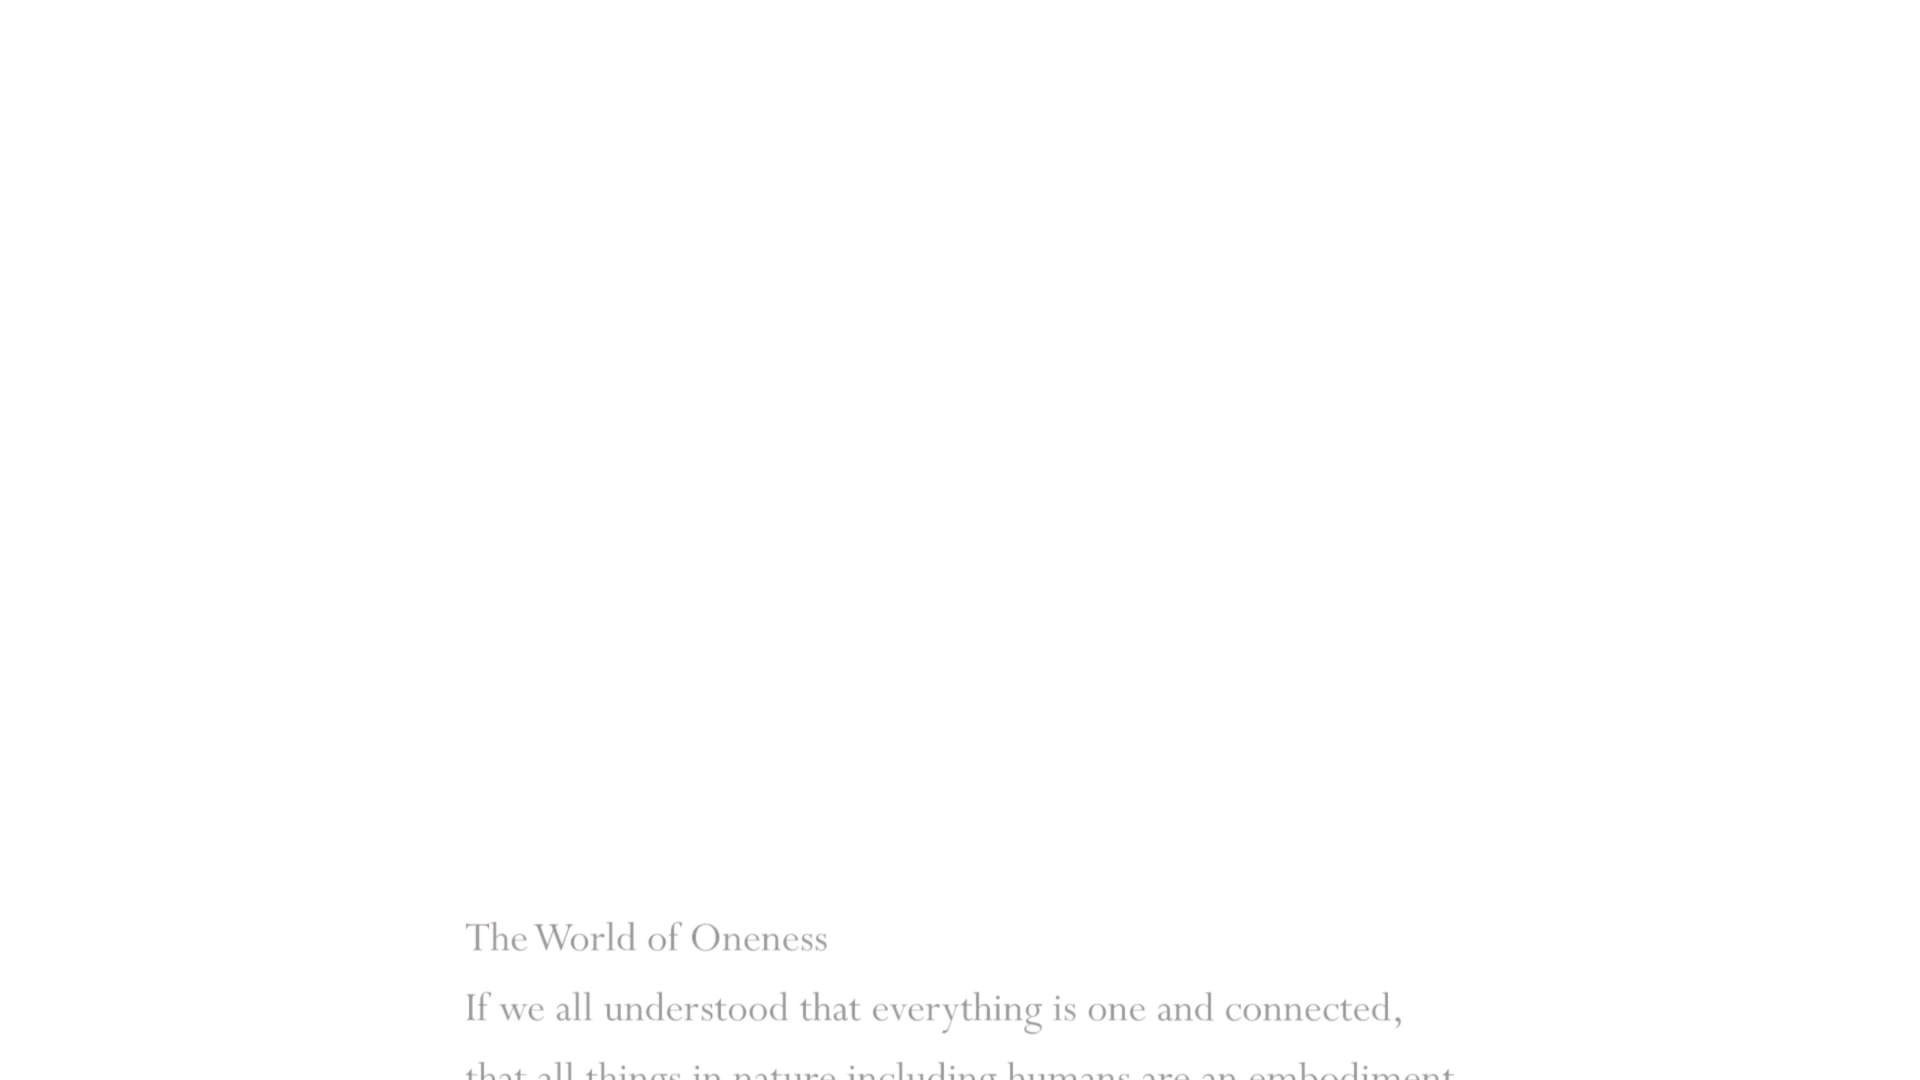 The World of Oneness
If we all understood that everything is one and connected,
that all things in nature including humans are an embodiment